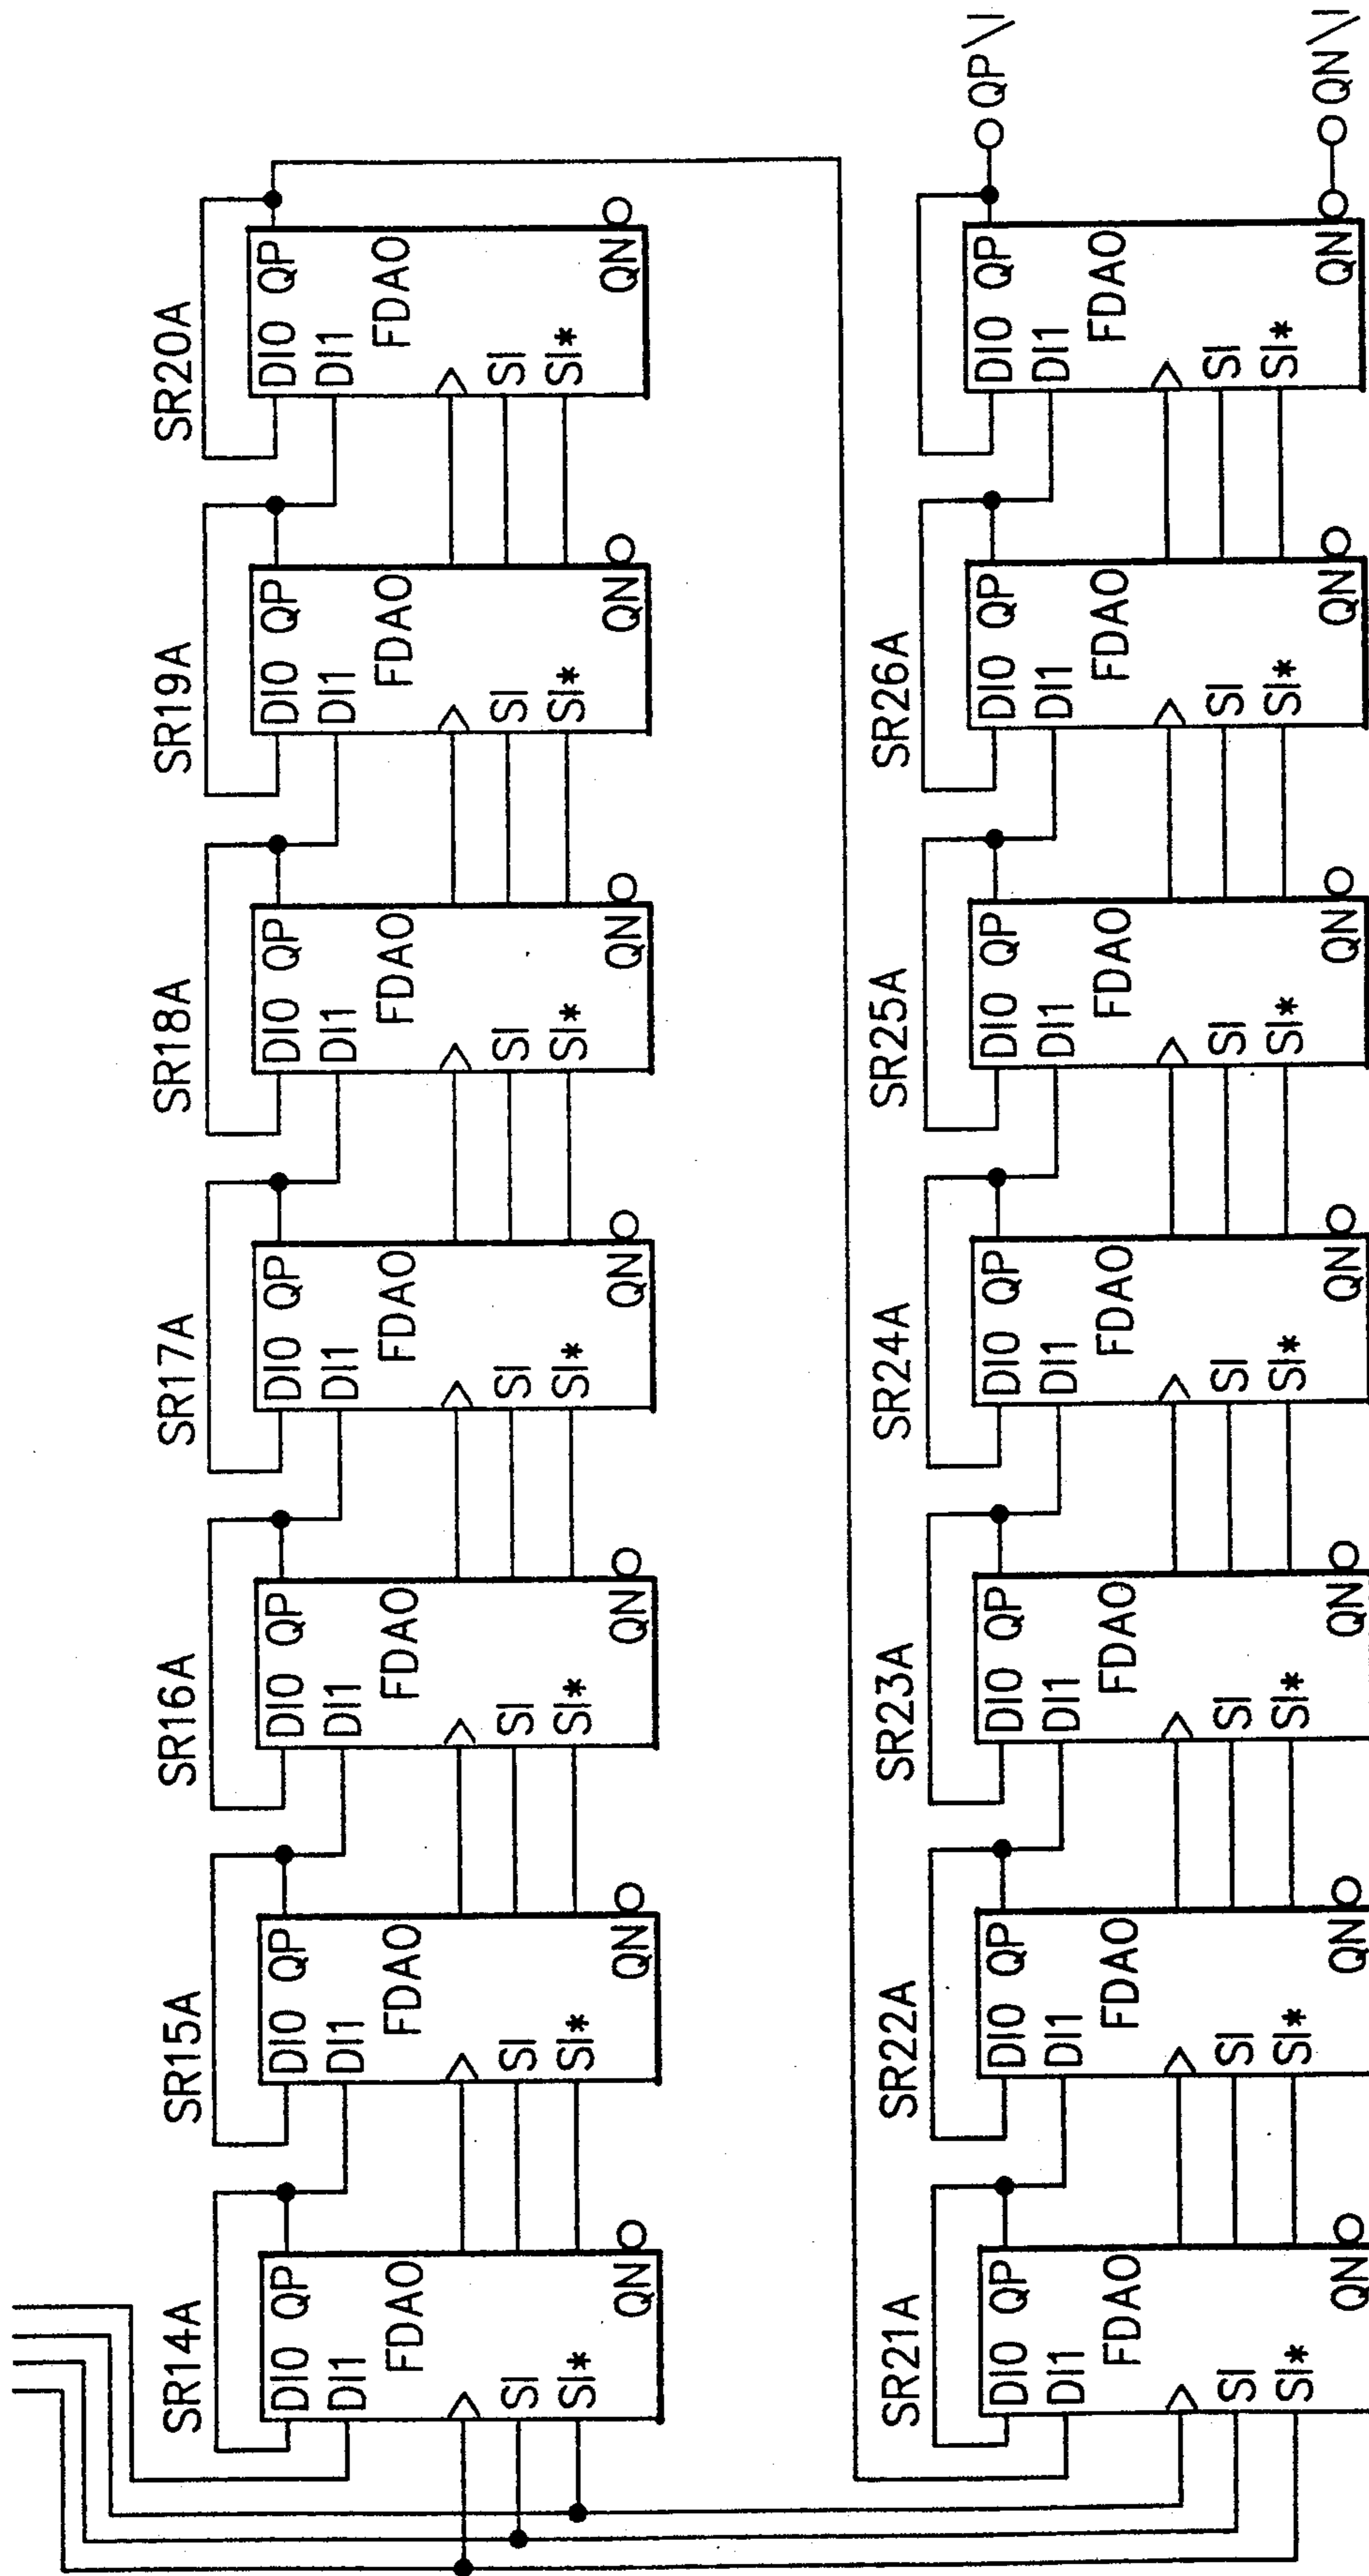 SR14A
DI0 QP
DI1
FDAO
SI
SI*
QN
SR15A
DI0 QP
DI1
FDAO
SI
SI*
QN
SR16A
DI0 QP
DI1
FDAO
SI
SI*
QN
SR17A
DI0 QP
DI1
FDAO
SI
SI*
QN
SR18A
DI0 QP
DI1
FDAO
SI
SI*
QN
SR19A
DI0 QP
DI1
FDAO
SI
SI*
QN
SR20A
DI0 QP
DI1
FDAO
SI
SI*
QN
SR21A
DI0 QP
DI1
FDAO
SI
SI*
QN
SR22A
DI0 QP
DI1
FDAO
SI
SI*
QN
SR23A
DI0 QP
DI1
FDAO
SI
SI*
QN
SR24A
DI0 QP
DI1
FDAO
SI
SI*
QN
SR25A
DI0 QP
DI1
FDAO
SI
SI*
QN
SR26A
DI0 QP
DI1
FDAO
SI
SI*
QN
DI0 QP
DI1
FDAO
SI
SI*
QN
QP\I
QN\I